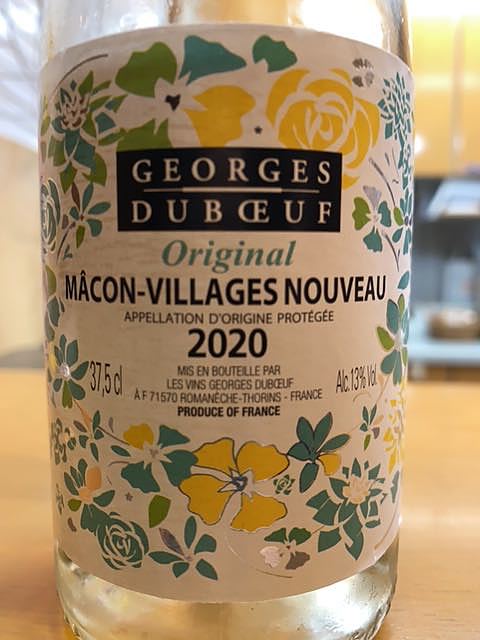 GEORGES
DUBŒUF
Original
MÂCON-VILLAGES NOUVEAU
APPELLATION D'ORIGINE PROTÉGÉE
2020
37,5 cl
MIS EN BOUTEILLE PAR
LES VINS GEORGES DUBŒUF
À F 71570 ROMANÈCHE-THORINS - FRANCE
PRODUCE OF FRANCE
Alc.13% Vol.